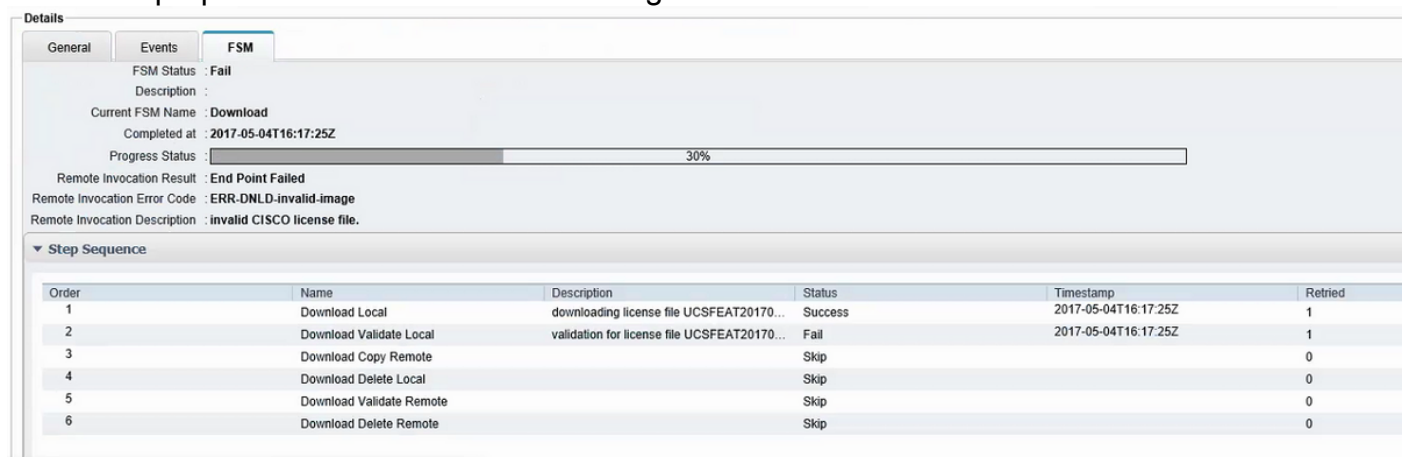 Details
General Events FSM
FSM Status : Fail
Description :
Current FSM Name : Download
Completed at : 2017-05-04T16:17:25Z
Progress Status : 30%
Remote Invocation Result : End Point Failed
Remote Invocation Error Code : ERR-DNLD-invalid-image
Remote Invocation Description : invalid CISCO license file.
Step Sequence
Order Name Description Status Timestamp Retried
1 Download Local downloading license file UCSFEAT20170... Success 2017-05-04T16:17:25Z 1
2 Download Validate Local validation for license file UCSFEAT20170... Fail 2017-05-04T16:17:25Z 1
3 Download Copy Remote Skip 0
4 Download Delete Local Skip 0
5 Download Validate Remote Skip 0
6 Download Delete Remote Skip 0